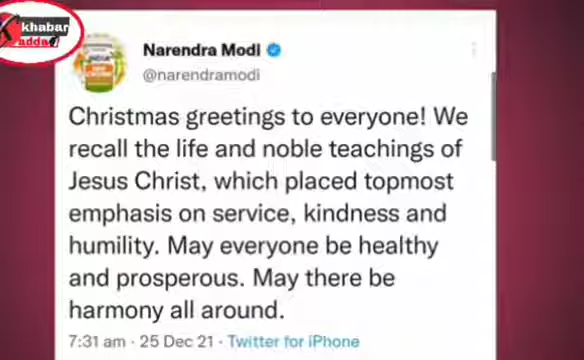 khabar
adda
Narendra Modi
@narendramodi
Christmas greetings to everyone! We
recall the life and noble teachings of
Jesus Christ, which placed topmost
emphasis on service, kindness and
humility. May everyone be healthy
and prosperous. May there be
harmony all around.
7:31 am · 25 Dec 21 · Twitter for iPhone